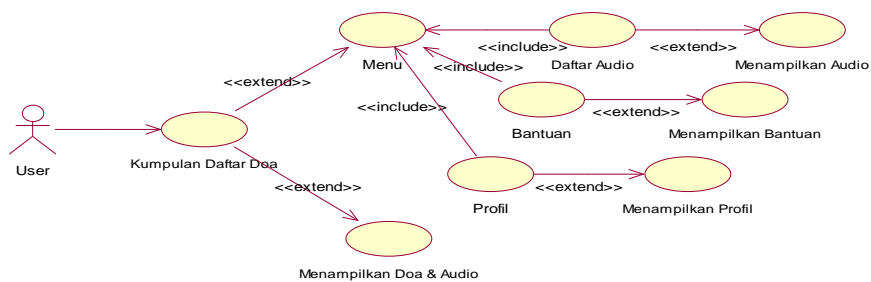 <<include>>
<<extend>>
Menu
Daftar Audio
Menampilkan Audio
<<include>>
<<extend>>
<<include>>
<<extend>>
Bantuan
Menampilkan Bantuan
User
Kumpulan Daftar Doa
<<extend>>
<<extend>>
Profil
Menampilkan Profil
Menampilkan Doa & Audio